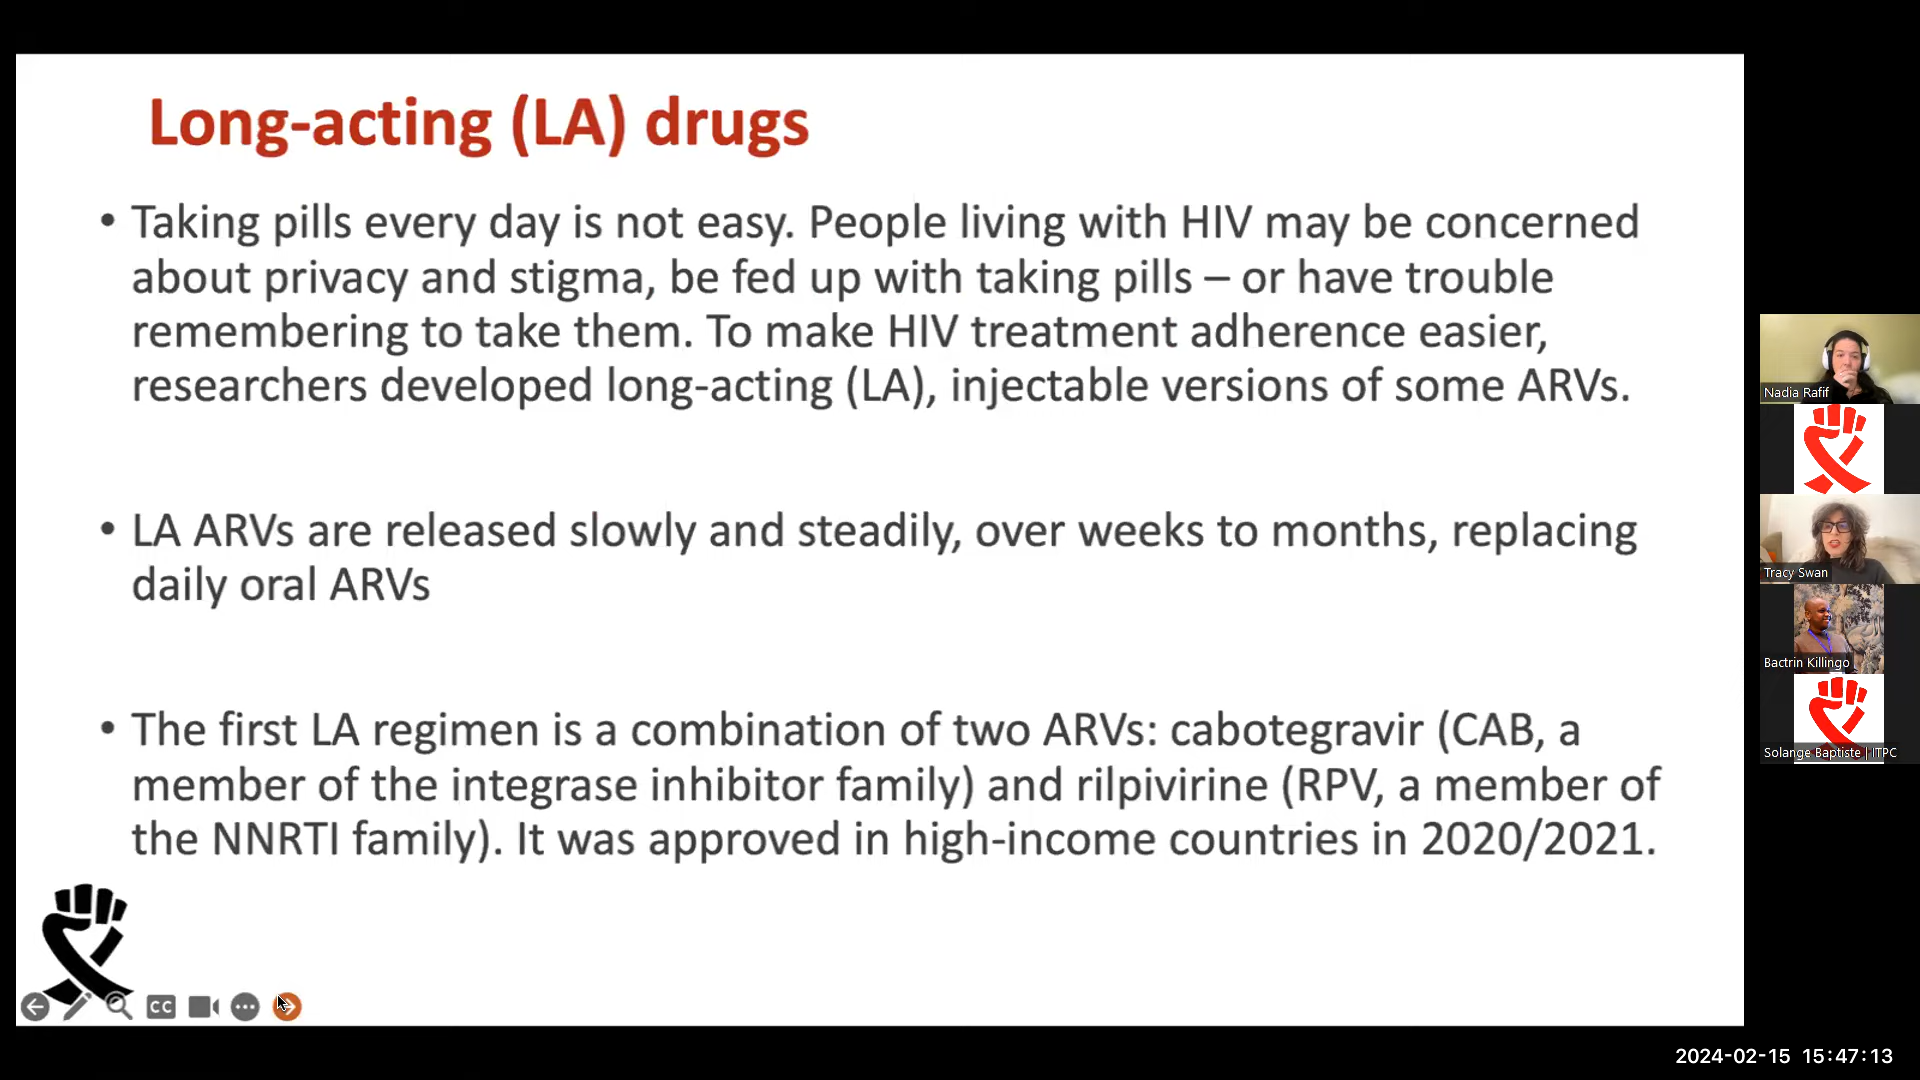 Long-acting (LA) drugs
• Taking pills every day is not easy. People living with HIV may be concerned
about privacy and stigma, be fed up with taking pills – or have trouble
remembering to take them. To make HIV treatment adherence easier,
researchers developed long-acting (LA), injectable versions of some ARVs.
• LA ARVs are released slowly and steadily, over weeks to months, replacing
daily oral ARVs
• The first LA regimen is a combination of two ARVs: cabotegravir (CAB, a
member of the integrase inhibitor family) and rilpivirine (RPV, a member of
the NNRTI family). It was approved in high-income countries in 2020/2021.
CC
Nadia Rafif
Tracy Swan
Bactrin Killingo
Solange Baptiste | ITPC
2024-02-15 15:47:13